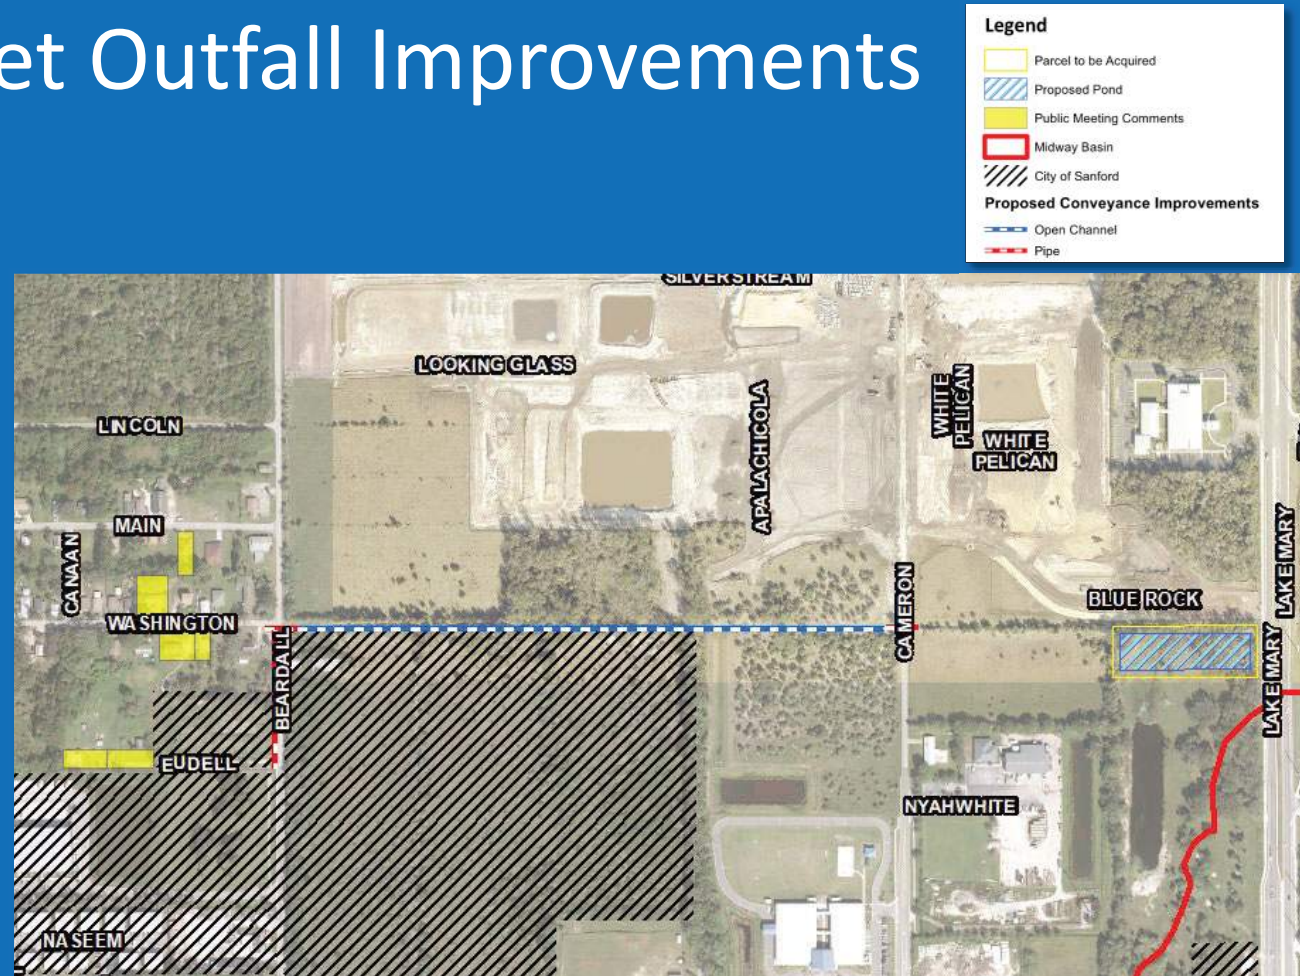 et Outfall Improvements
Legend
Parcel to be Acquired
Proposed Pond
Public Meeting Comments
Midway Basin
City of Sanford
Proposed Conveyance Improvements
Open Channel
Pipe
SILVERSTREAM
LOOKING GLASS
WHITE
PELICAN
APALACHICOLA
LINCOLN
WHITE
PELICAN
MAIN
CANAAN
LAKE MARY
CAMERON
BLUE ROCK
WASHINGTON
BEARDALL
LAKE MARY
EUDELL
NYAHWHITE
NASEEM